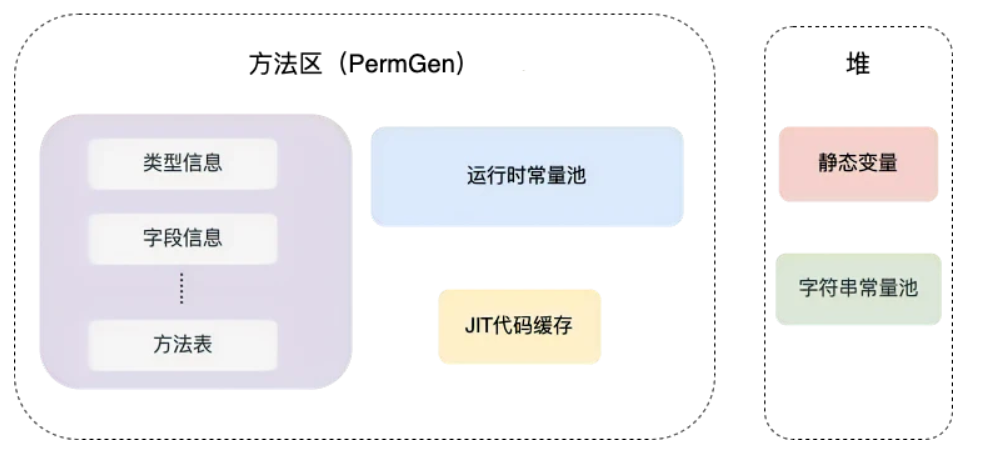 方法区（PermGen）
类型信息
字段信息
方法表
运行时常量池
JIT代码缓存
堆
静态变量
字符串常量池